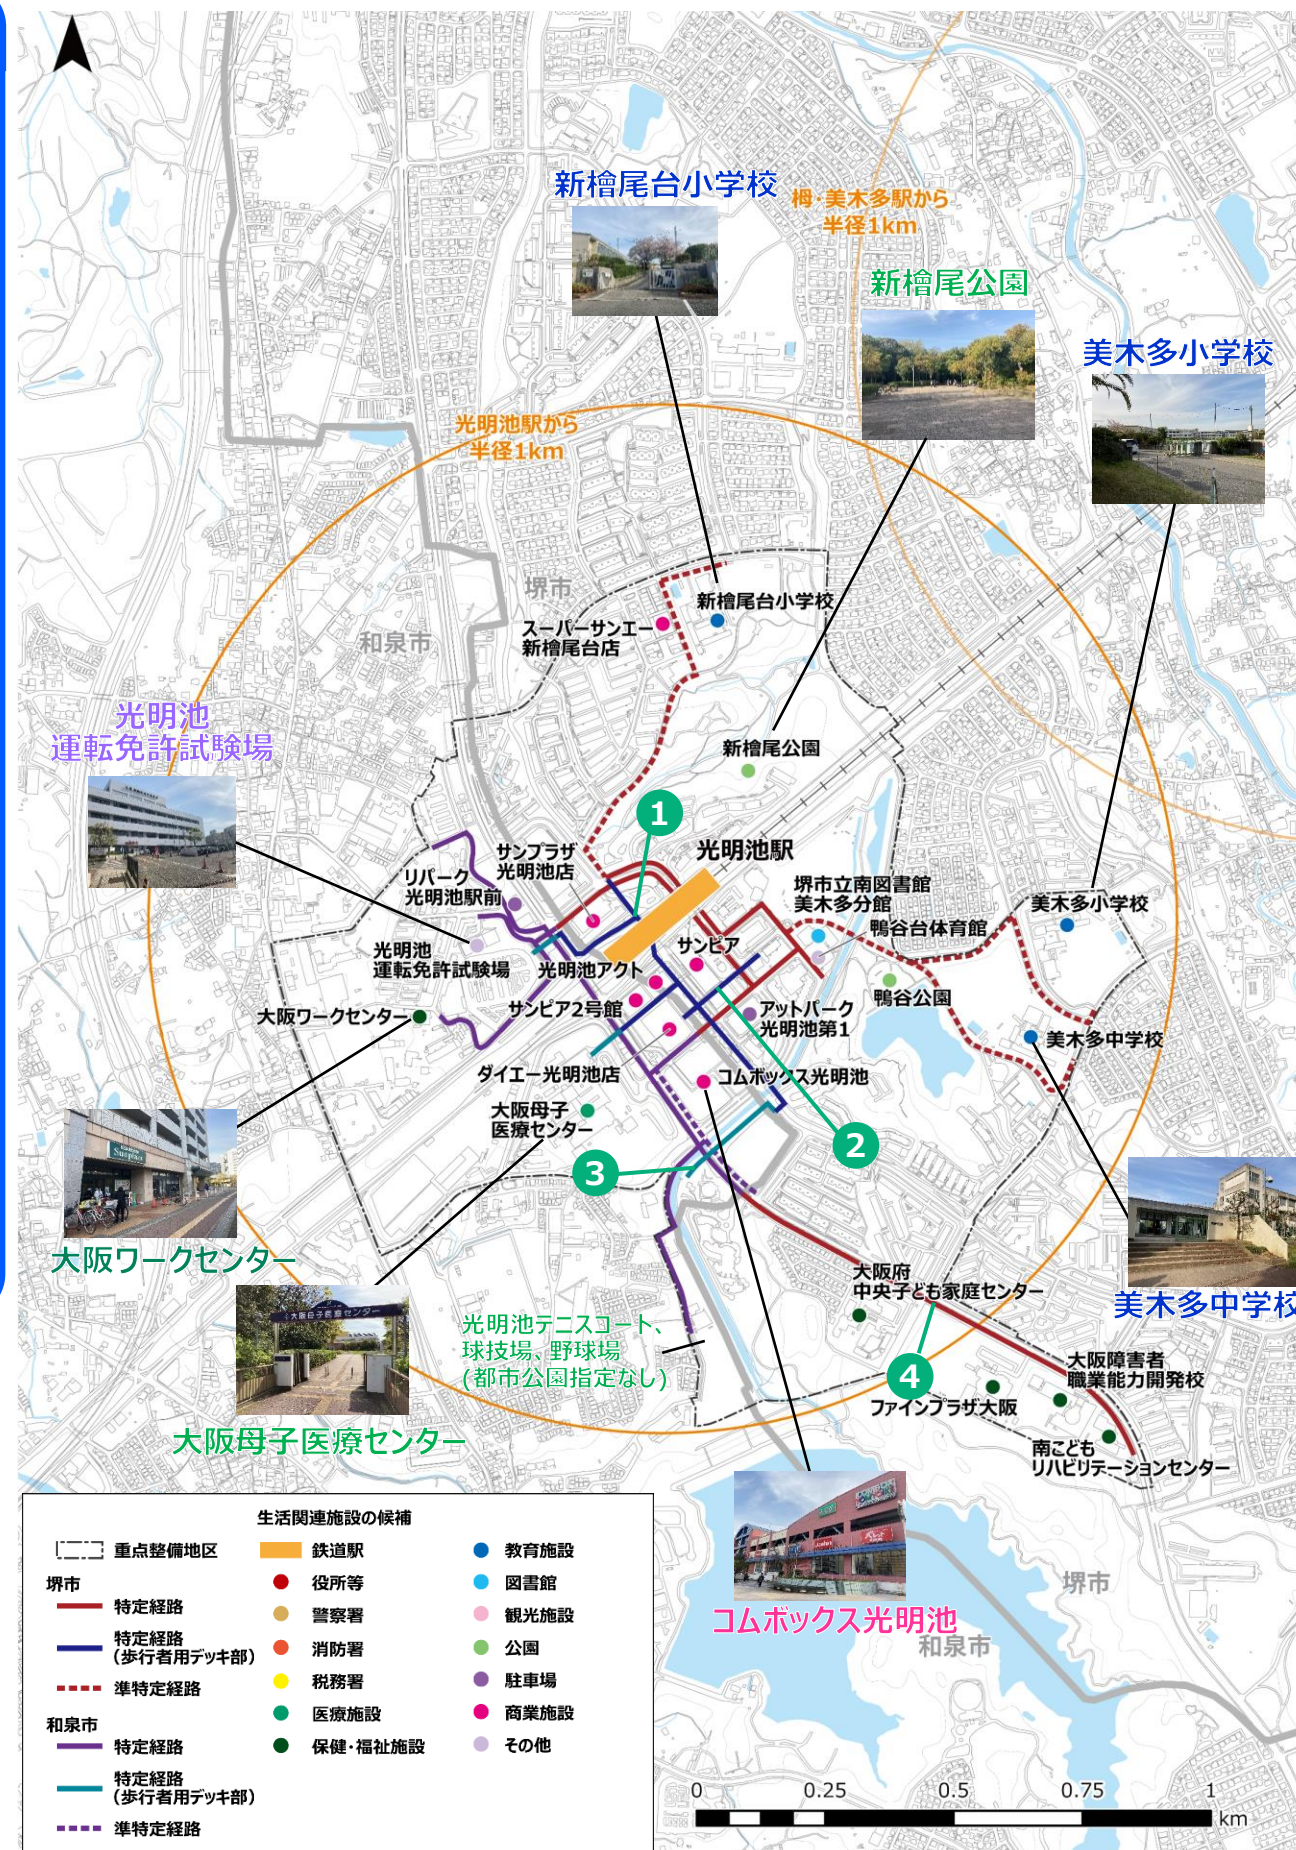 新檜尾台小学校
栂・美木多駅から
半径1km
新檜尾公園
美木多小学校
光明池駅から
半径1km
堺市
和泉市
新檜尾台小学校
スーパーサンエー
新檜尾台店
光明池
運転免許試験場
新檜尾公園
1
光明池駅
サンプラザ
光明池店
リパーク
光明池駅前
堺市立南図書館
美木多分館
美木多小学校
鴨谷台体育館
光明池
運転免許試験場
光明池アクト
サンピア
鴨谷公園
大阪ワークセンター
サンピア2号館
アットパーク
光明池第1
美木多中学校
ダイエー光明池店
コムボックス光明池
大阪母子
医療センター
2
3
大阪ワークセンター
大阪府
中央子ども家庭センター
美木多中学校
光明池テニスコート、
球技場、野球場
(都市公園指定なし)
4
大阪障害者
職業能力開発校
ファインプラザ大阪
大阪母子医療センター
南こども
リハビリテーションセンター
コムボックス光明池
堺市
和泉市
生活関連施設の候補
重点整備地区
堺市
特定経路
特定経路
(歩行者用デッキ部)
準特定経路
和泉市
特定経路
特定経路
(歩行者用デッキ部)
準特定経路
鉄道駅
役所等
警察署
消防署
税務署
医療施設
保健・福祉施設
教育施設
図書館
観光施設
公園
駐車場
商業施設
その他
0 0.25 0.5 0.75 1
km